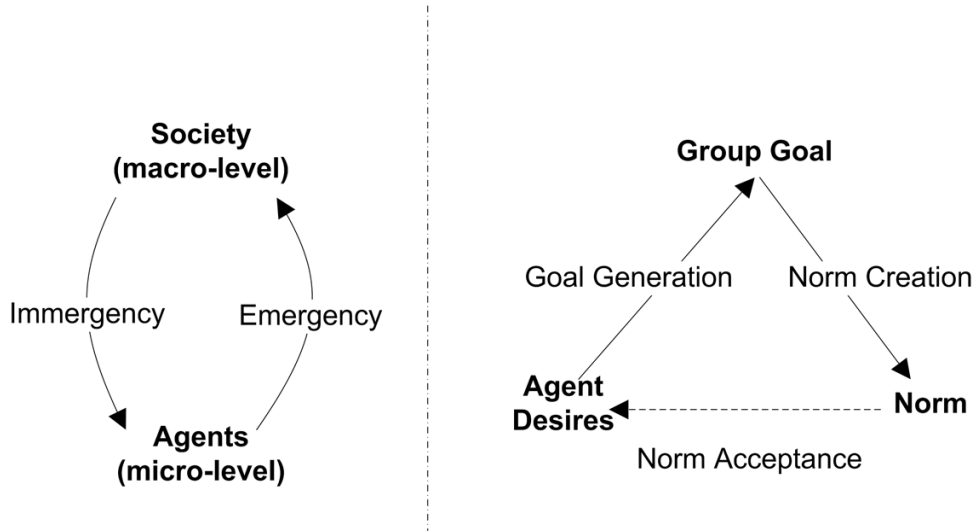 Society
(macro-level)
Immergency
Emergency
Agents
(micro-level)
Group Goal
Goal Generation
Norm Creation
Agent
Desires
Norm
Norm Acceptance